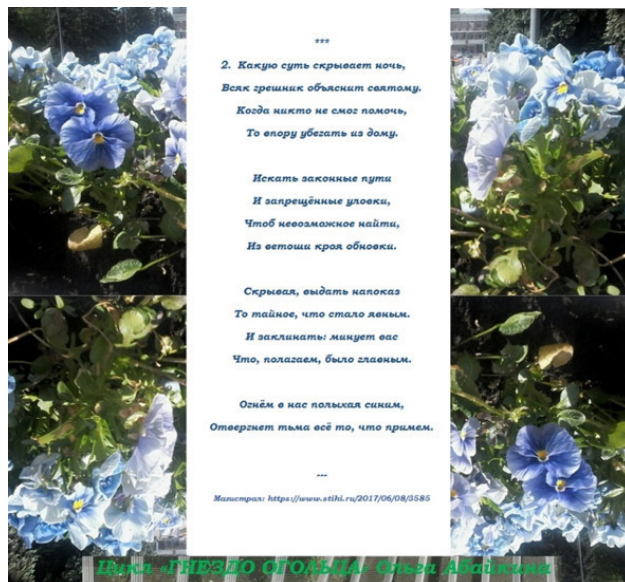 ***
2. Какую суть скрывает ночь,
Всяк грешник объяснит святому.
Когда никто не смог помочь,
То впору убегать из дому.
Искать законные пути
И запрещённые уловки,
Чтоб невозможное найти,
Из ветоши кроя обновки.
Скрывая, выдать напоказ
То тайное, что стало явным.
И заклинать: минует вас
Что, полагаем, было главным.
Огнём в нас полыхая синим,
Отвергнет тьма всё то, что примем.
---
Магистрал: https://www.stihi.ru/2017/06/08/3585
Цикл «ГНЕЗДО ОГОЛЬЦА» Ольга Абайкина